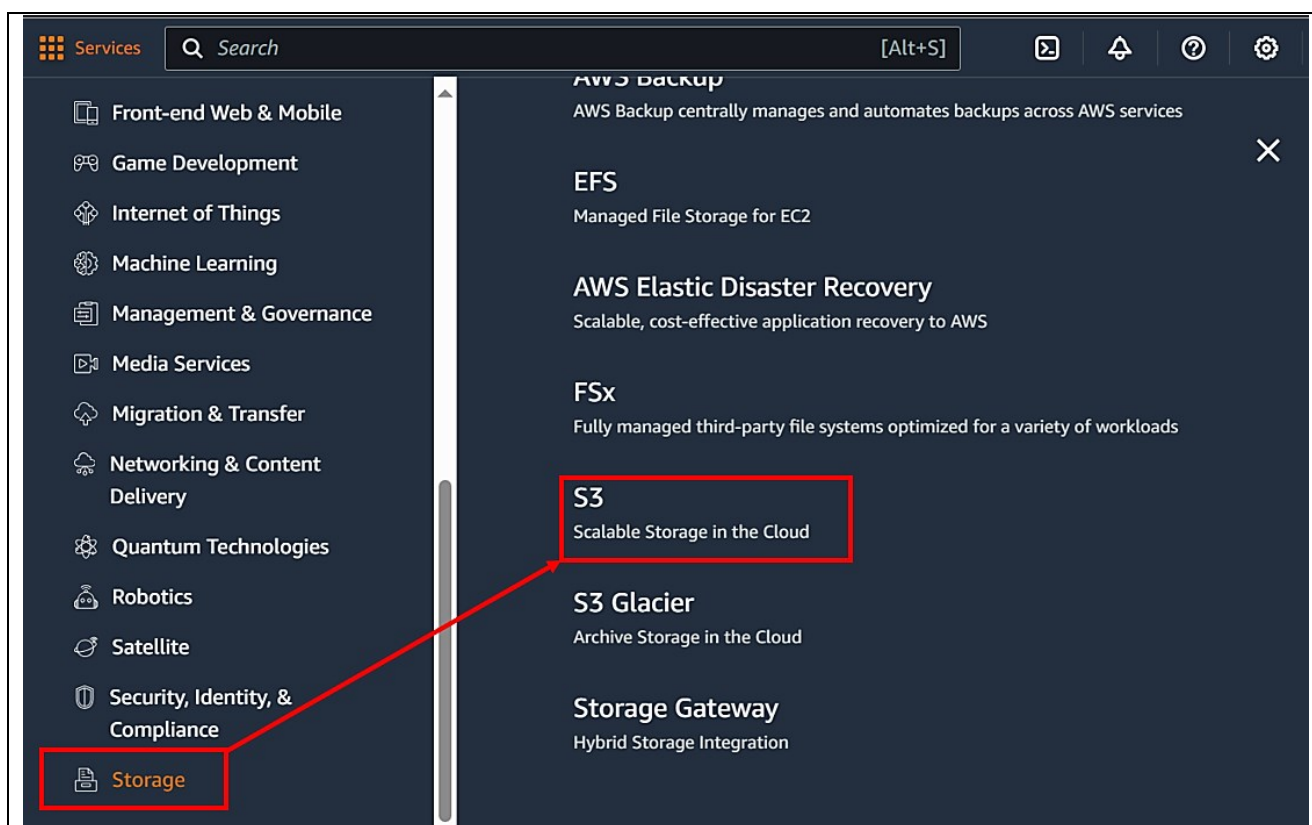 Services
Search
[Alt+S]
Front-end Web & Mobile
Game Development
Internet of Things
Machine Learning
Management & Governance
Media Services
Migration & Transfer
Networking & Content
Delivery
Quantum Technologies
Robotics
Satellite
Security, Identity, &
Compliance
Storage
AWS Backup
AWS Backup centrally manages and automates backups across AWS services
EFS
Managed File Storage for EC2
AWS Elastic Disaster Recovery
Scalable, cost-effective application recovery to AWS
FSx
Fully managed third-party file systems optimized for a variety of workloads
S3
Scalable Storage in the Cloud
S3 Glacier
Archive Storage in the Cloud
Storage Gateway
Hybrid Storage Integration